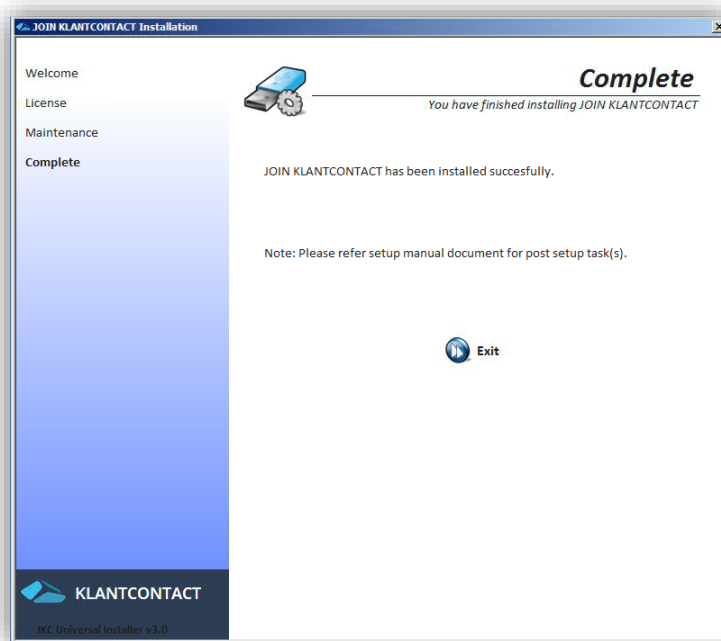 JOIN KLANTCONTACT Installation
Welcome
License
Maintenance
Complete
Complete
You have finished installing JOIN KLANTCONTACT
JOIN KLANTCONTACT has been installed succesfully.
Note: Please refer setup manual document for post setup task(s).
Exit
KLANTCONTACT
JKC Universal Installer v3.0